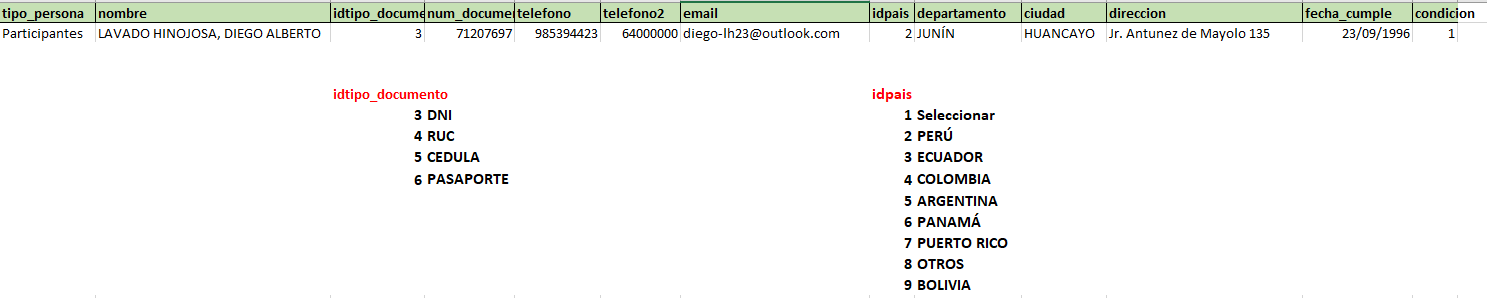 tipo_persona nombre idtipo_docume num_docume telefono telefono2 email idpais departamento ciudad direccion fecha_cumple condicion
Participantes LAVADO HINOJOSA, DIEGO ALBERTO 3 71207697 985394423 64000000 diego-lh23@outlook.com 2 JUNÍN HUANCAYO Jr. Antunez de Mayolo 135 23/09/1996 1
idtipo_documento idpais
3 DNI 1 Seleccionar
4 RUC 2 PERÚ
5 CEDULA 3 ECUADOR
6 PASAPORTE 4 COLOMBIA
5 ARGENTINA
6 PANAMÁ
7 PUERTO RICO
8 OTROS
9 BOLIVIA